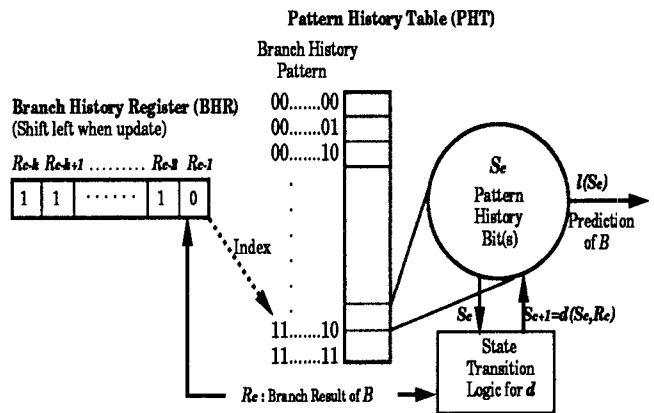 Pattern History Table (PHT)
Branch History
Pattern
Branch History Register (BHR)
(Shift left when update)
Rc-k Rc-k+1 ......... Rc-2 Rc-1
1 1 ...... 1 0
Index
00.......00
00.......01
00.......10
11.......10
11.......11
Sc
Pattern
History
Bit(s)
l(Sc)
Prediction
of B
Sc
Sc+1=d(Sc,Rc)
State
Transition
Logic for d
Rc : Branch Result of B